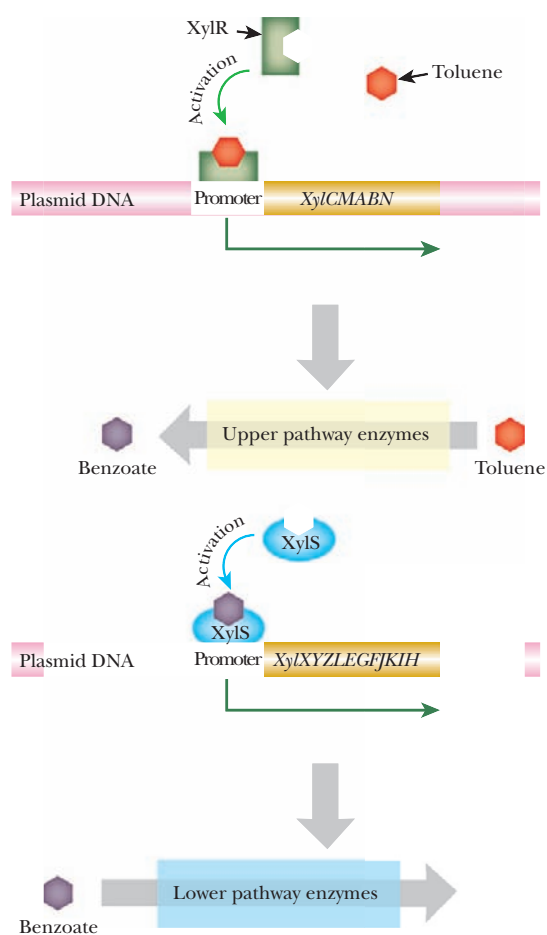 XylR
Toluene
Activation
Plasmid DNA Promoter XylCMABN
Upper pathway enzymes
Benzoate Toluene
Activation
XylS
XylS
Plasmid DNA Promoter XylXYZLEGFJKIH
Lower pathway enzymes
Benzoate